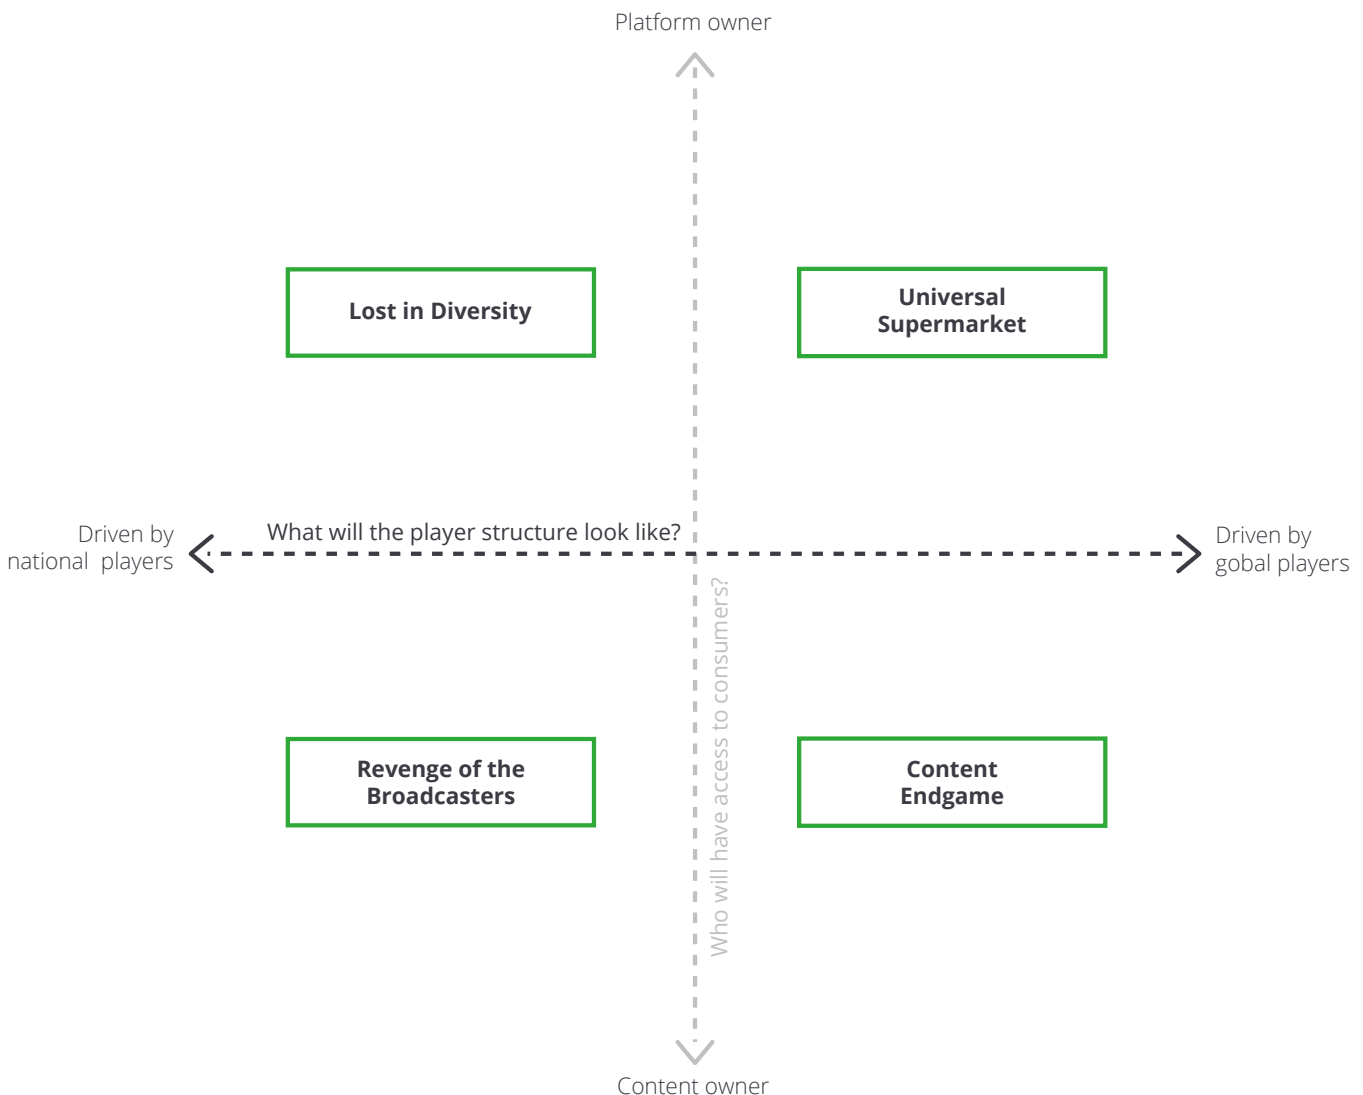 Platform owner
Lost in Diversity
Universal
Supermarket
What will the player structure look like?
Driven by
national  players
Driven by
gobal players
Who will have access to consumers?
Revenge of the
Broadcasters
Content
Endgame
Content owner